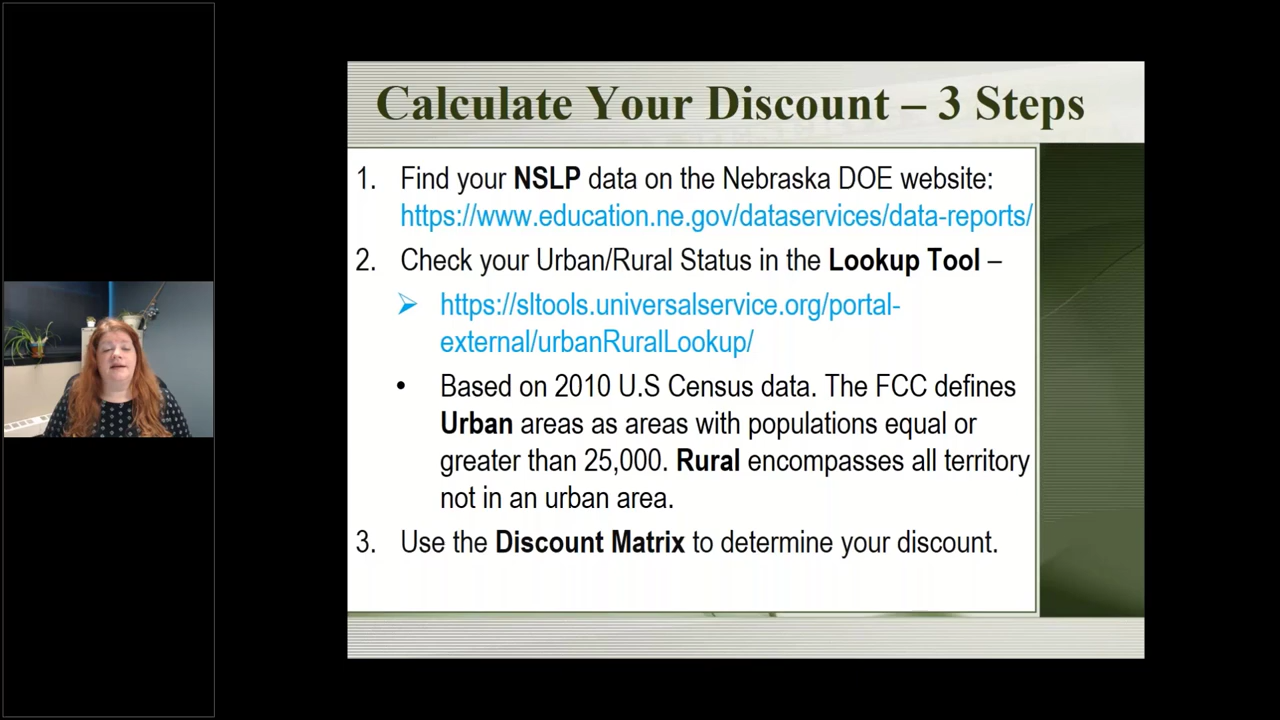 Calculate Your Discount – 3 Steps
1. Find your NSLP data on the Nebraska DOE website:
https://www.education.ne.gov/dataservices/data-reports/
2. Check your Urban/Rural Status in the Lookup Tool –
➢ https://sltools.universalservice.org/portal-
external/urbanRuralLookup/
• Based on 2010 U.S Census data. The FCC defines
Urban areas as areas with populations equal or
greater than 25,000. Rural encompasses all territory
not in an urban area.
3. Use the Discount Matrix to determine your discount.